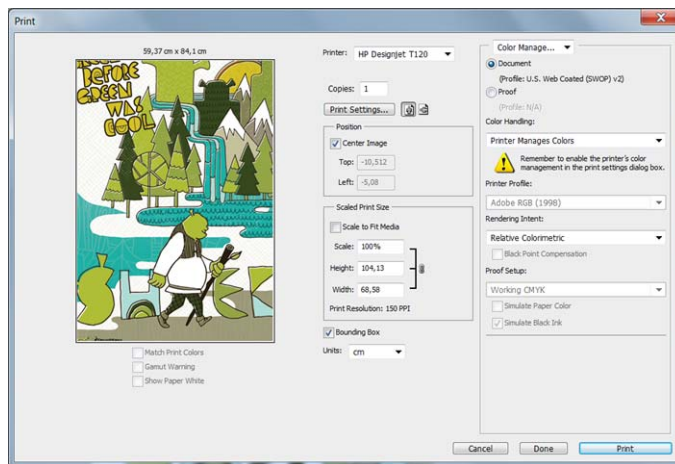 Print
59,37 cm x 84,1 cm
BEFORE
GREEN
WAS
COOL
SHREK
Match Print Colors
Gamut Warning
Show Paper White
Printer: HP Designjet T120
Copies: 1
Print Settings...
Position
Center Image
Top: -10,512
Left: -5,08
Scaled Print Size
Scale to Fit Media
Scale: 100%
Height: 104,13
Width: 68,58
Print Resolution: 150 PPI
Bounding Box
Units: cm
Color Manage...
Document
(Profile: U.S. Web Coated (SWOP) v2)
Proof
(Profile: N/A)
Color Handling:
Printer Manages Colors
Remember to enable the printer's color
management in the print settings dialog box.
Printer Profile:
Adobe RGB (1998)
Rendering Intent:
Relative Colorimetric
Black Point Compensation
Proof Setup:
Working CMYK
Simulate Paper Color
Simulate Black Ink
Cancel
Done
Print